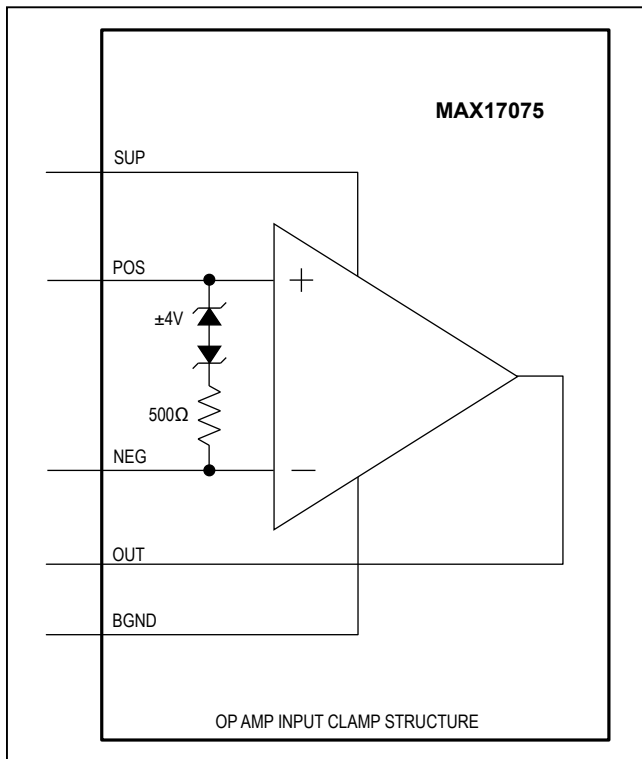 MAX17075
SUP
POS
+
±4V
500Ω
NEG
−
OUT
BGND
OP AMP INPUT CLAMP STRUCTURE